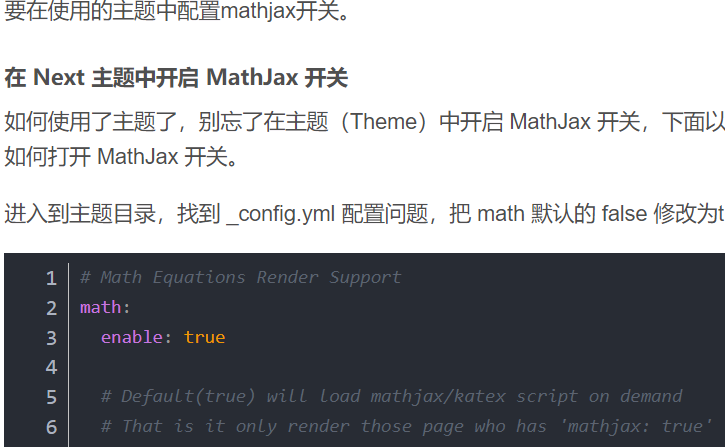 要在使用的主题中配置mathjax开关。
在 Next 主题中开启 MathJax 开关
如何使用了主题了，别忘了在主题（Theme）中开启 MathJax 开关，下面以
如何打开 MathJax 开关。
进入到主题目录，找到 _config.yml 配置问题，把 math 默认的 false 修改为t
1 # Math Equations Render Support
2 math:
3   enable: true
4
5   # Default(true) will load mathjax/katex script on demand
6   # That is it only render those page who has 'mathjax: true'